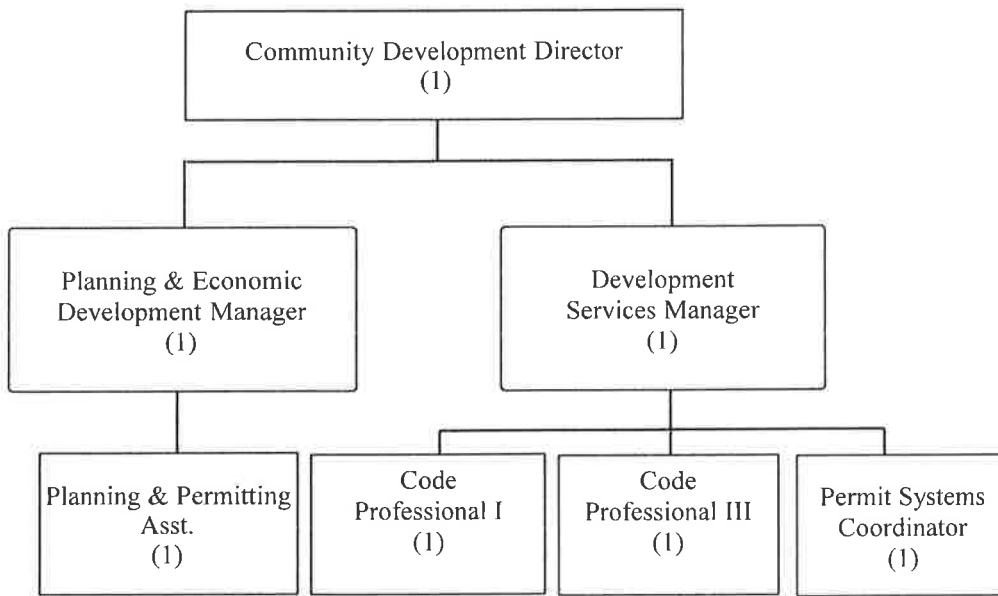 Community Development Director
(1)
Planning & Economic
Development Manager
(1)
Development
Services Manager
(1)
Planning & Permitting
Asst.
(1)
Code
Professional I
(1)
Code
Professional III
(1)
Permit Systems
Coordinator
(1)